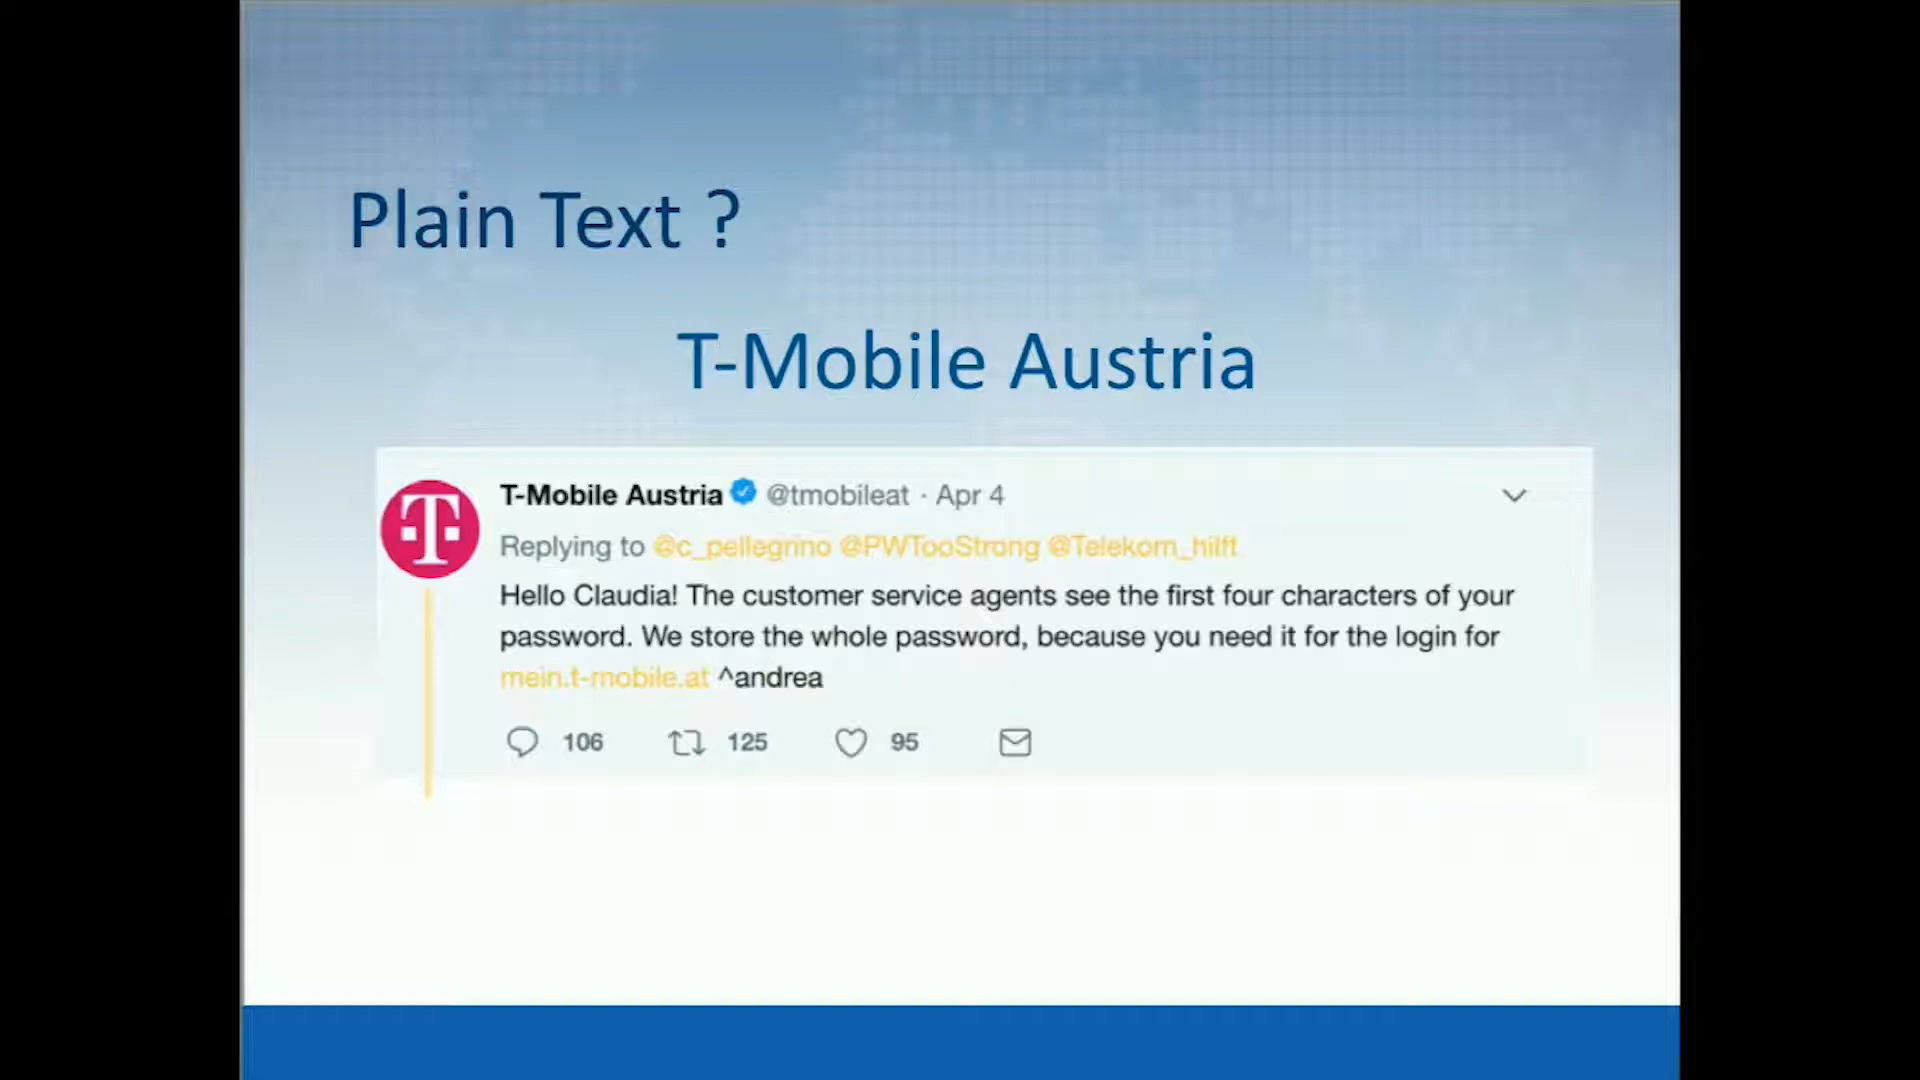 Plain Text ?
T-Mobile Austria
T-Mobile Austria @tmobileat · Apr 4
Replying to @c_pellegrino @PWTooStrong @Telekom_hilft
Hello Claudia! The customer service agents see the first four characters of your
password. We store the whole password, because you need it for the login for
mein.t-mobile.at ^andrea
106 125 95